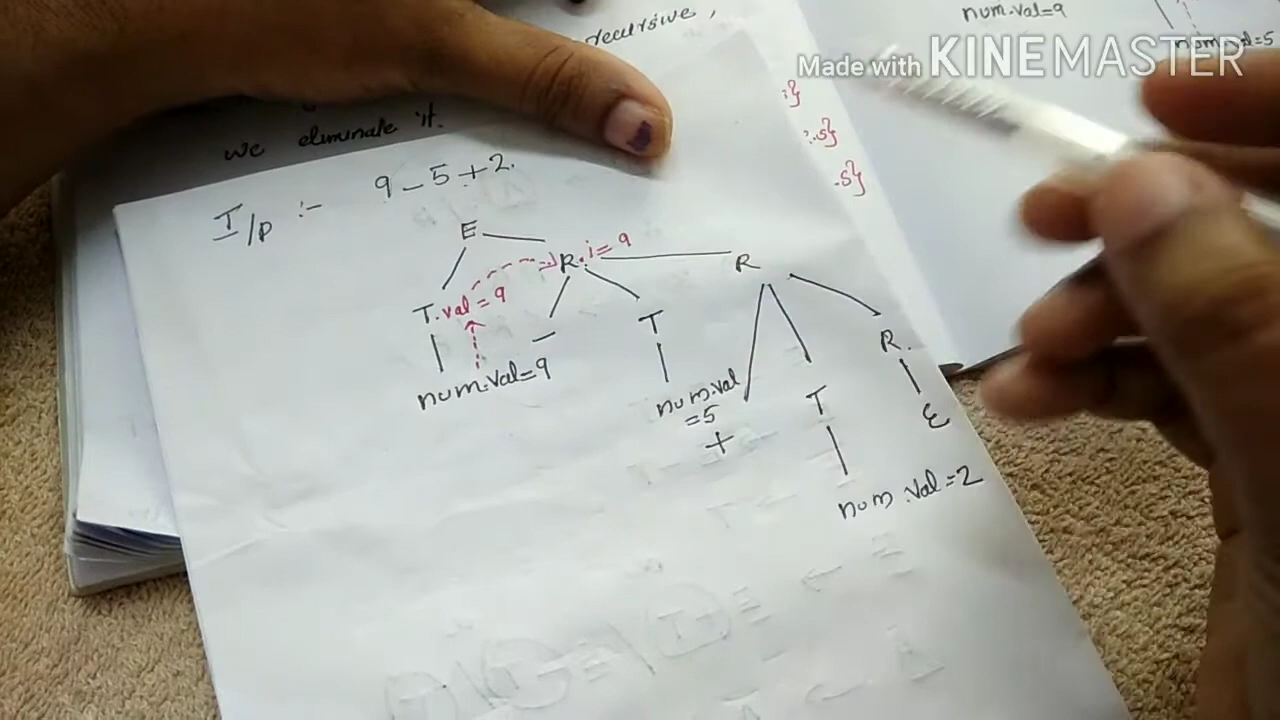 recursive,
num.val=9
num.val=5
Made with KINEMASTER
i}
.s}
.s}
we eliminate it.
I/p :- 9-5+2.
E
T.val=9
R.i=9
R
-
T
R.
num.val=9
num.val
=5
+
T
ε
num.val=2